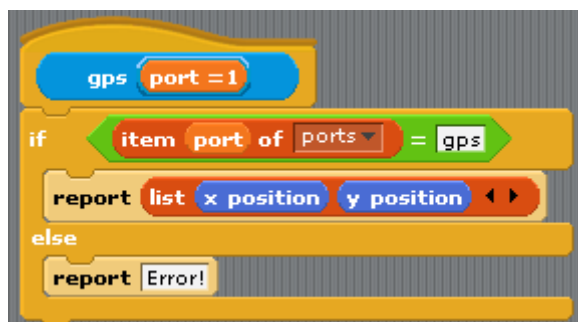 gps port =1
if item port of ports = gps
report list x position y position
else
report Error!